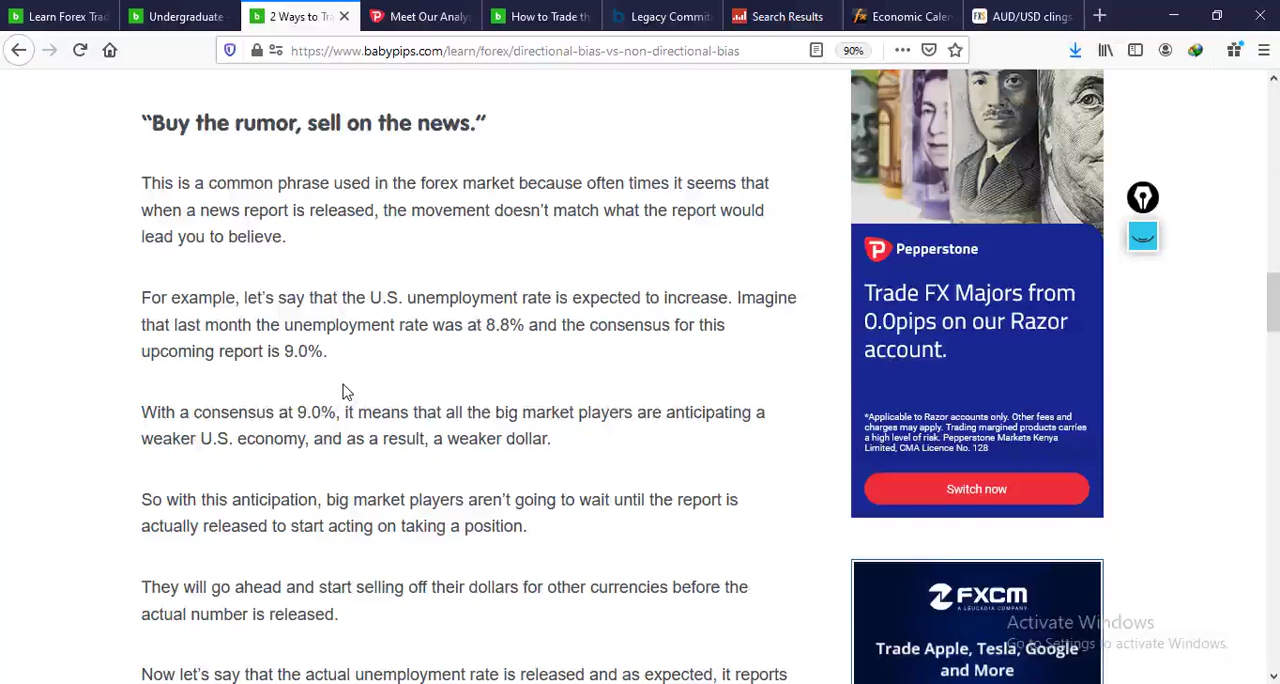 Learn Forex Trad
Undergraduate
2 Ways to Tra
Meet Our Analy
How to Trade th
Legacy Commit
Search Results
Economic Caler
AUD/USD clings
https://www.babypips.com/learn/forex/directional-bias-vs-non-directional-bias
90%
“Buy the rumor, sell on the news.“
This is a common phrase used in the forex market because often times it seems that
when a news report is released, the movement doesn’t match what the report would
lead you to believe.
For example, let’s say that the U.S. unemployment rate is expected to increase. Imagine
that last month the unemployment rate was at 8.8% and the consensus for this
upcoming report is 9.0%.
With a consensus at 9.0%, it means that all the big market players are anticipating a
weaker U.S. economy, and as a result, a weaker dollar.
So with this anticipation, big market players aren’t going to wait until the report is
actually released to start acting on taking a position.
They will go ahead and start selling off their dollars for other currencies before the
actual number is released.
Now let’s say that the actual unemployment rate is released and as expected, it reports
Pepperstone
Trade FX Majors from
0.0pips on our Razor
account.
*Applicable to Razor accounts only. Other fees and
charges may apply. Trading margined products carries
a high level of risk. Pepperstone Markets Kenya
Limited, CMA Licence No. 128
Switch now
FXCM
A LEUCADIA COMPANY
Trade Apple, Tesla, Google
and More
Activate Windows
Go to Settings to activate Windows.